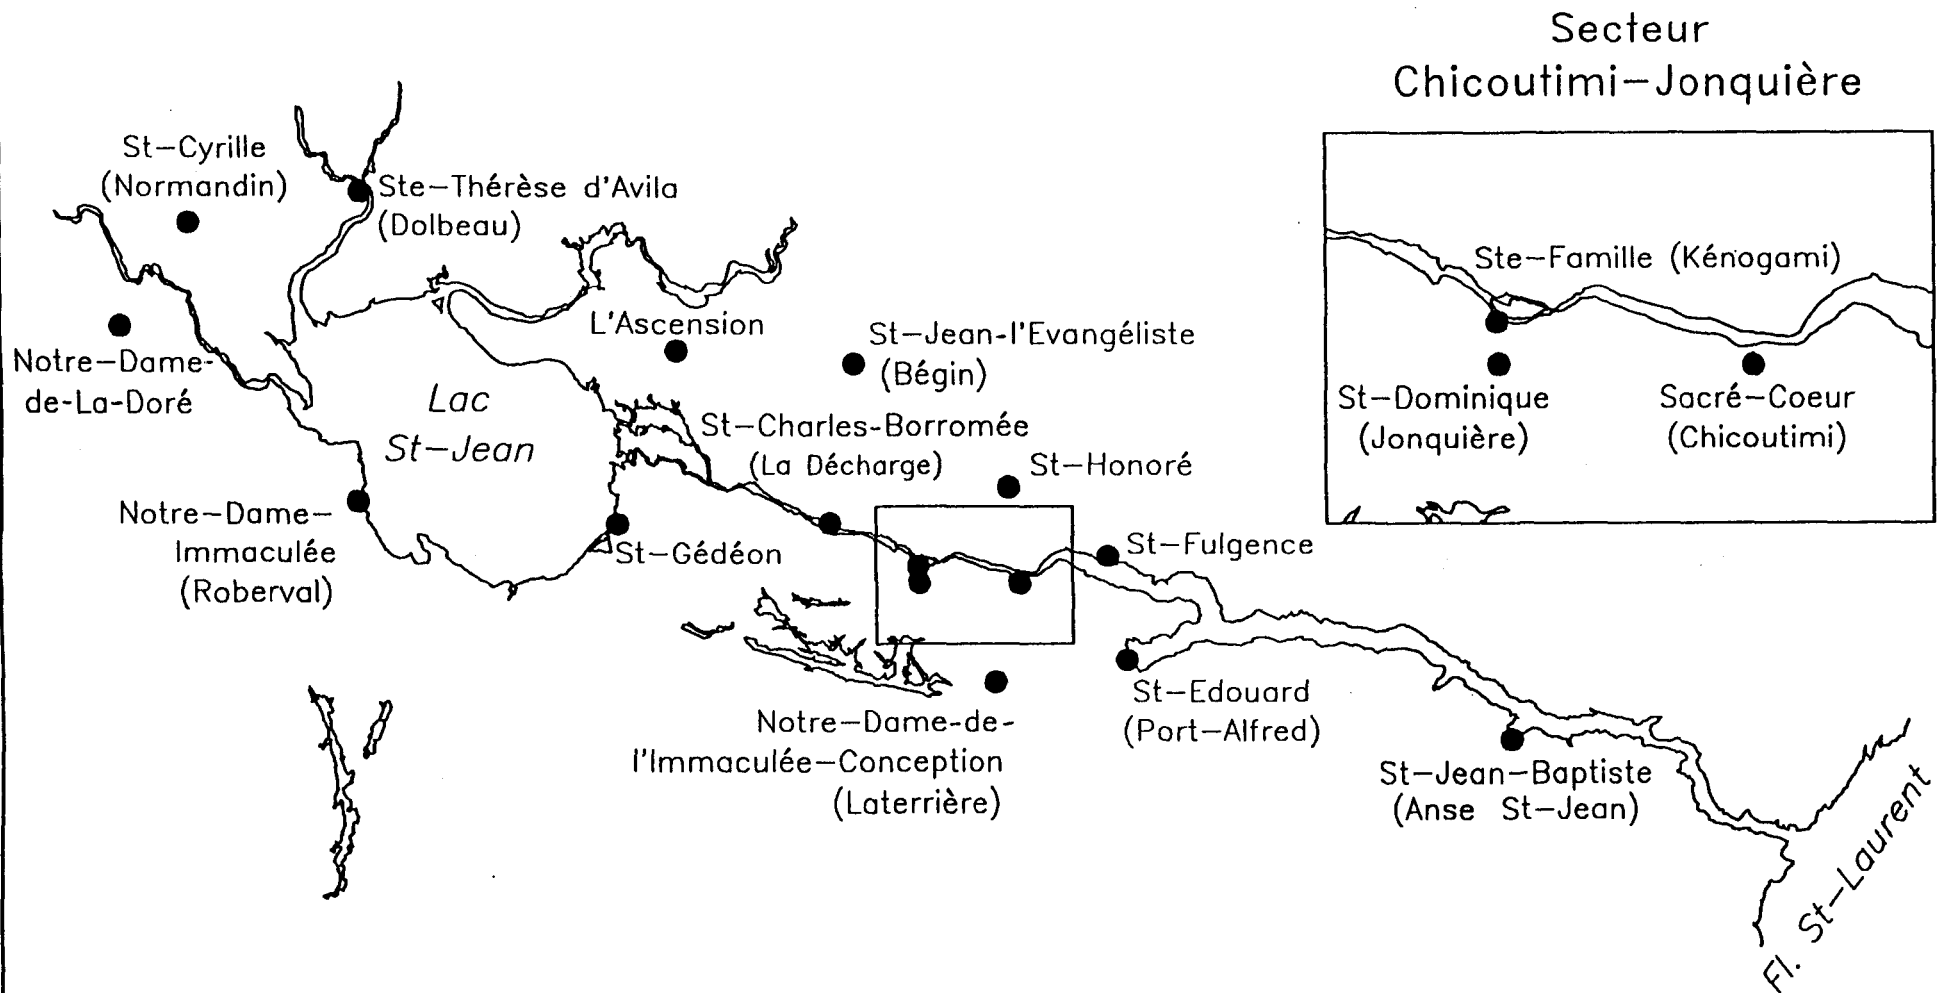 Secteur
Chicoutimi-Jonquière
St-Cyrille
(Normandin)
Ste-Thérèse d'Avila
(Dolbeau)
Ste-Famille (Kénogami)
L'Ascension
St-Jean-l'Evangéliste
(Bégin)
Notre-Dame-
de-La-Doré
Lac
St-Jean
St-Dominique
(Jonquière)
Sacré-Coeur
(Chicoutimi)
St-Charles-Borromée
(La Décharge)
St-Honoré
Notre-Dame-
Immaculée
(Roberval)
St-Gédéon
St-Fulgence
St-Edouard
(Port-Alfred)
Notre-Dame-de-
l'Immaculée-Conception
(Laterrière)
St-Jean-Baptiste
(Anse St-Jean)
Fl. St-Laurent